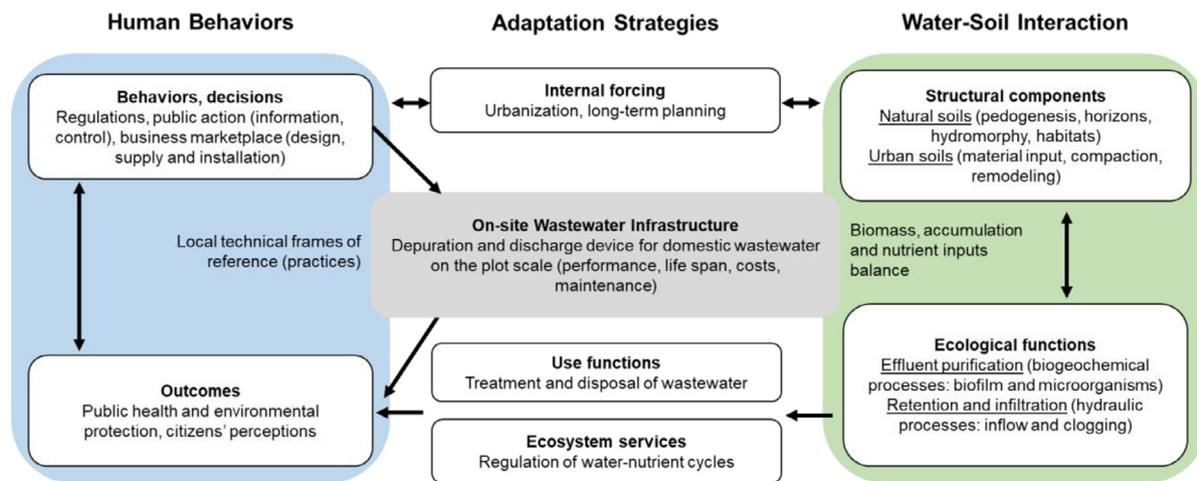 Human Behaviors
Adaptation Strategies
Water-Soil Interaction
Behaviors, decisions
Regulations, public action (information,
control), business marketplace (design,
supply and installation)
Internal forcing
Urbanization, long-term planning
Structural components
Natural soils (pedogenesis, horizons,
hydromorphy, habitats)
Urban soils (material input, compaction,
remodeling)
Local technical frames of
reference (practices)
On-site Wastewater Infrastructure
Depuration and discharge device for domestic wastewater
on the plot scale (performance, life span, costs,
maintenance)
Biomass, accumulation
and nutrient inputs
balance
Outcomes
Public health and environmental
protection, citizens’ perceptions
Use functions
Treatment and disposal of wastewater
Ecosystem services
Regulation of water-nutrient cycles
Ecological functions
Effluent purification (biogeochemical
processes: biofilm and microorganisms)
Retention and infiltration (hydraulic
processes: inflow and clogging)